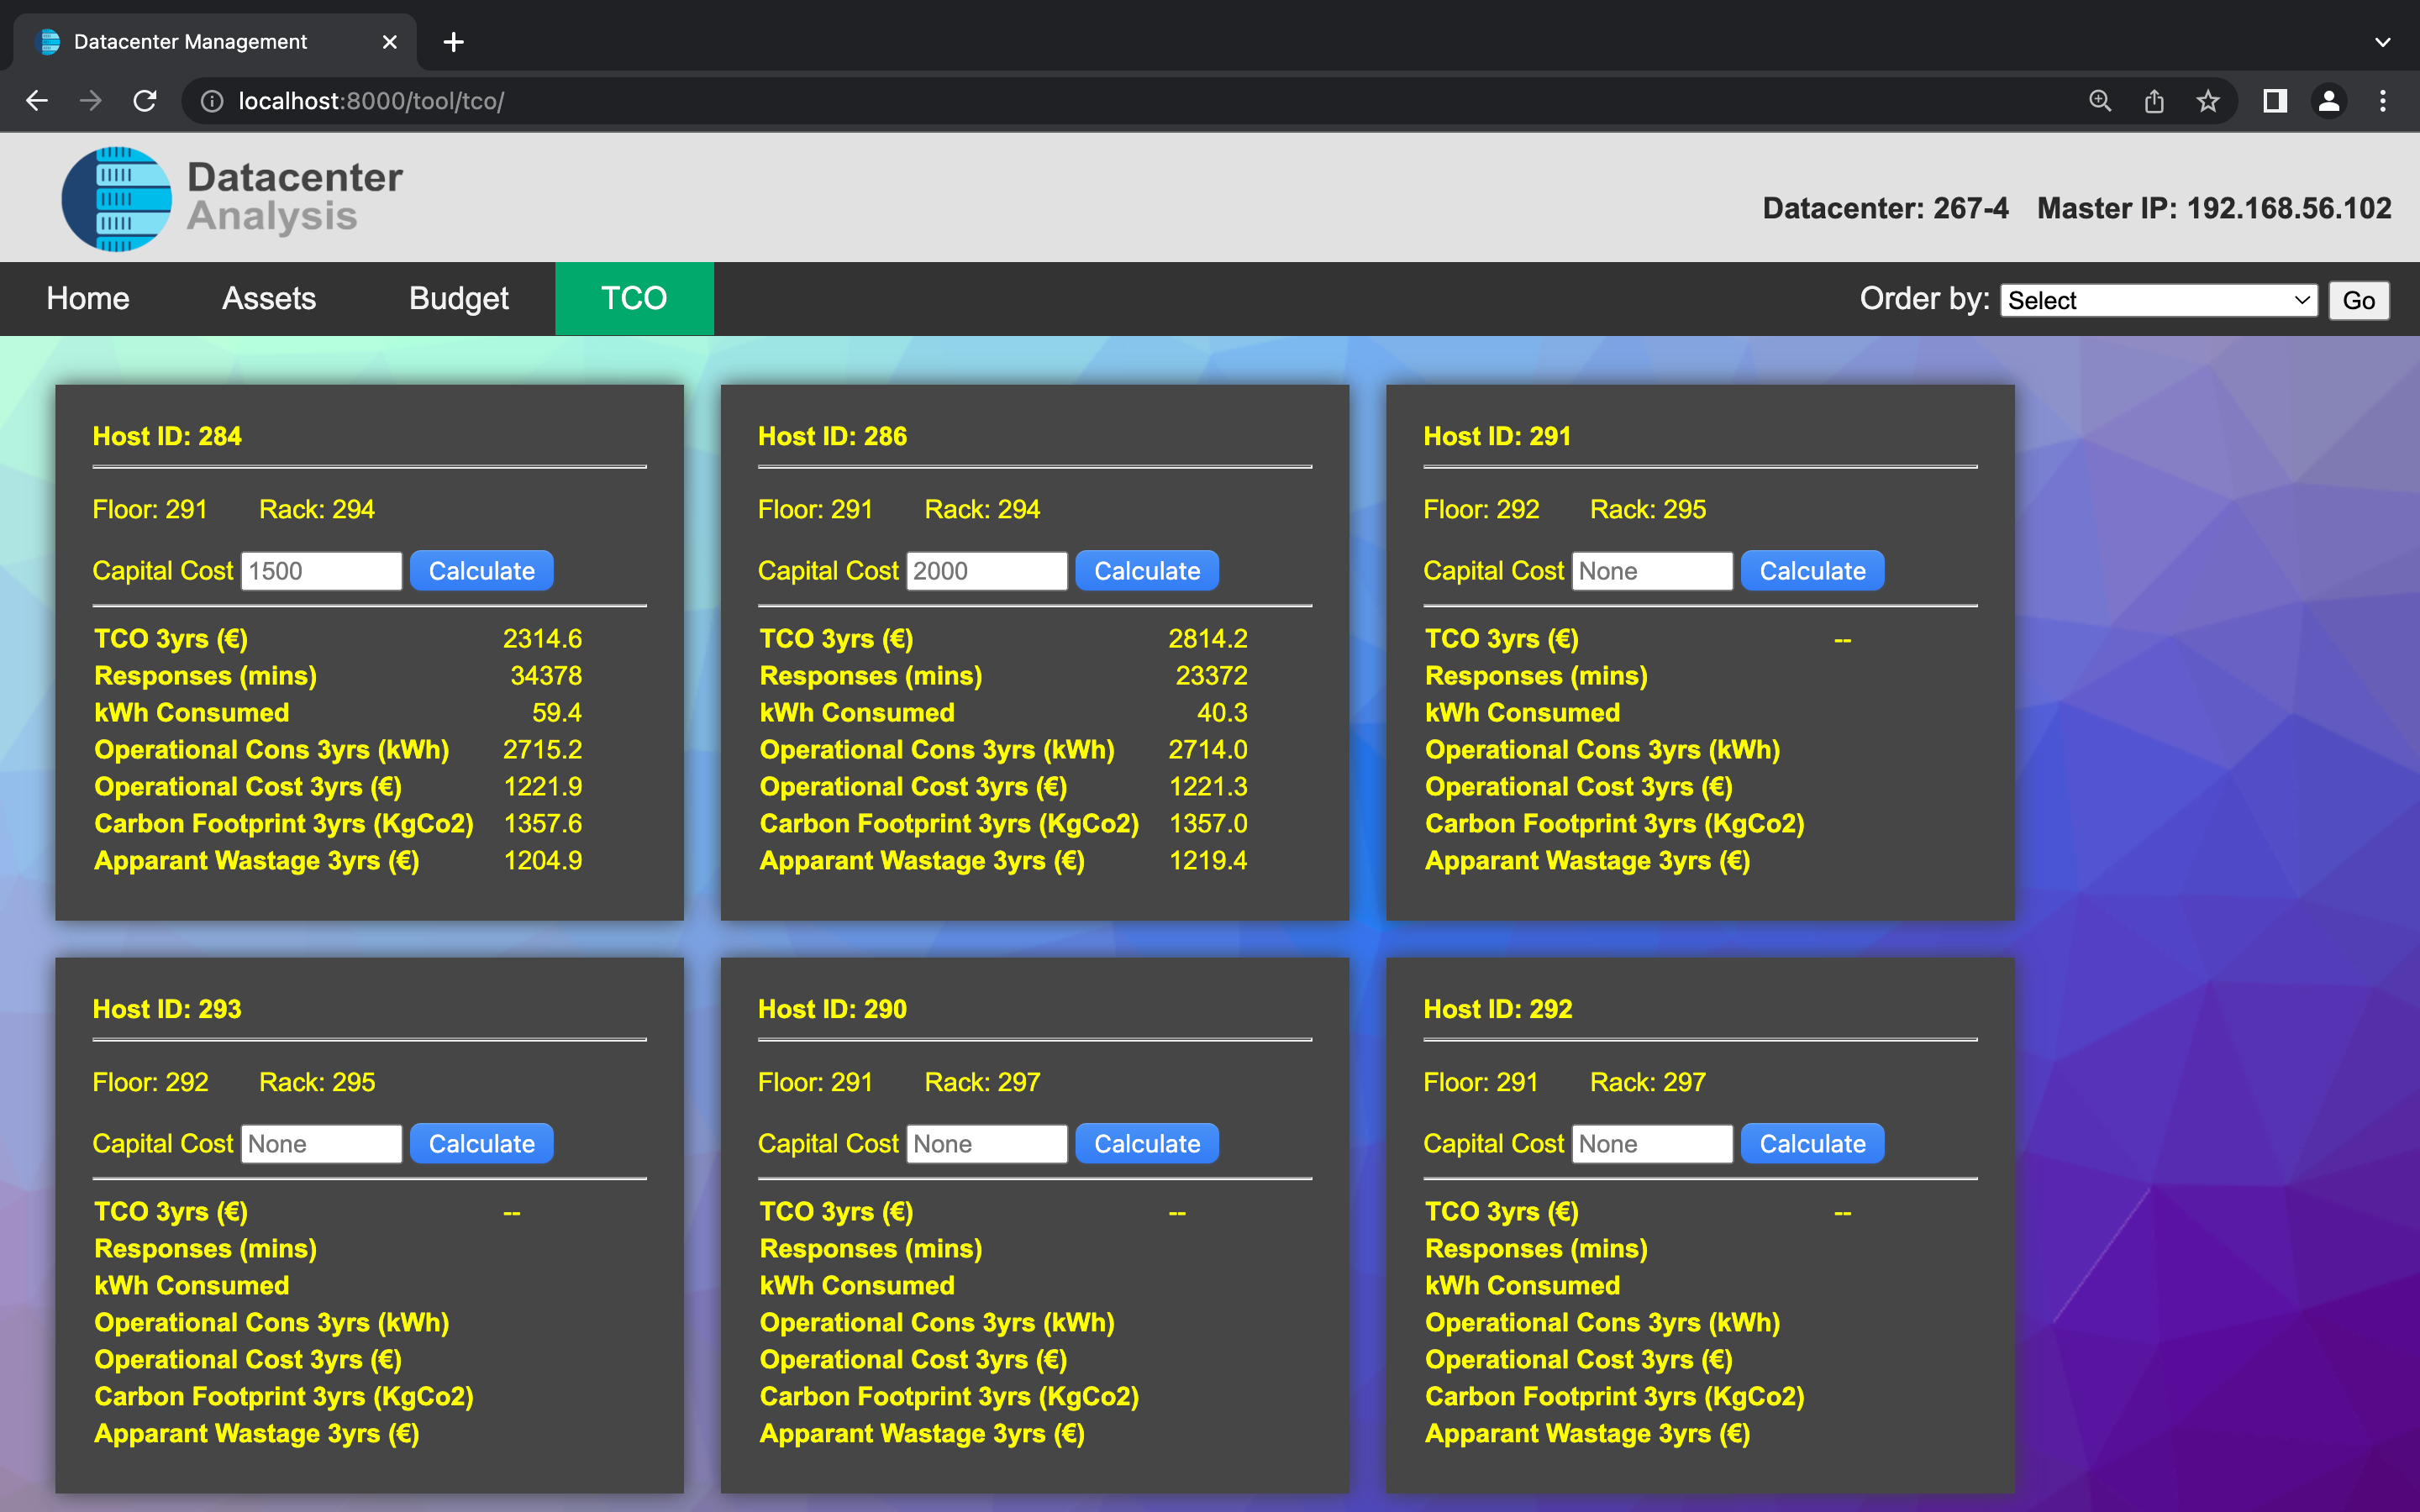 Datacenter Management
localhost:8000/tool/tco/
Datacenter
Analysis
Datacenter: 267-4 Master IP: 192.168.56.102
Home Assets Budget TCO Order by: Select Go
Host ID: 284
Floor: 291 Rack: 294
Capital Cost 1500 Calculate
TCO 3yrs (€) 2314.6
Responses (mins) 34378
kWh Consumed 59.4
Operational Cons 3yrs (kWh) 2715.2
Operational Cost 3yrs (€) 1221.9
Carbon Footprint 3yrs (KgCo2) 1357.6
Apparant Wastage 3yrs (€) 1204.9
Host ID: 286
Floor: 291 Rack: 294
Capital Cost 2000 Calculate
TCO 3yrs (€) 2814.2
Responses (mins) 23372
kWh Consumed 40.3
Operational Cons 3yrs (kWh) 2714.0
Operational Cost 3yrs (€) 1221.3
Carbon Footprint 3yrs (KgCo2) 1357.0
Apparant Wastage 3yrs (€) 1219.4
Host ID: 291
Floor: 292 Rack: 295
Capital Cost None Calculate
TCO 3yrs (€) --
Responses (mins)
kWh Consumed
Operational Cons 3yrs (kWh)
Operational Cost 3yrs (€)
Carbon Footprint 3yrs (KgCo2)
Apparant Wastage 3yrs (€)
Host ID: 293
Floor: 292 Rack: 295
Capital Cost None Calculate
TCO 3yrs (€) --
Responses (mins)
kWh Consumed
Operational Cons 3yrs (kWh)
Operational Cost 3yrs (€)
Carbon Footprint 3yrs (KgCo2)
Apparant Wastage 3yrs (€)
Host ID: 290
Floor: 291 Rack: 297
Capital Cost None Calculate
TCO 3yrs (€) --
Responses (mins)
kWh Consumed
Operational Cons 3yrs (kWh)
Operational Cost 3yrs (€)
Carbon Footprint 3yrs (KgCo2)
Apparant Wastage 3yrs (€)
Host ID: 292
Floor: 291 Rack: 297
Capital Cost None Calculate
TCO 3yrs (€) --
Responses (mins)
kWh Consumed
Operational Cons 3yrs (kWh)
Operational Cost 3yrs (€)
Carbon Footprint 3yrs (KgCo2)
Apparant Wastage 3yrs (€)